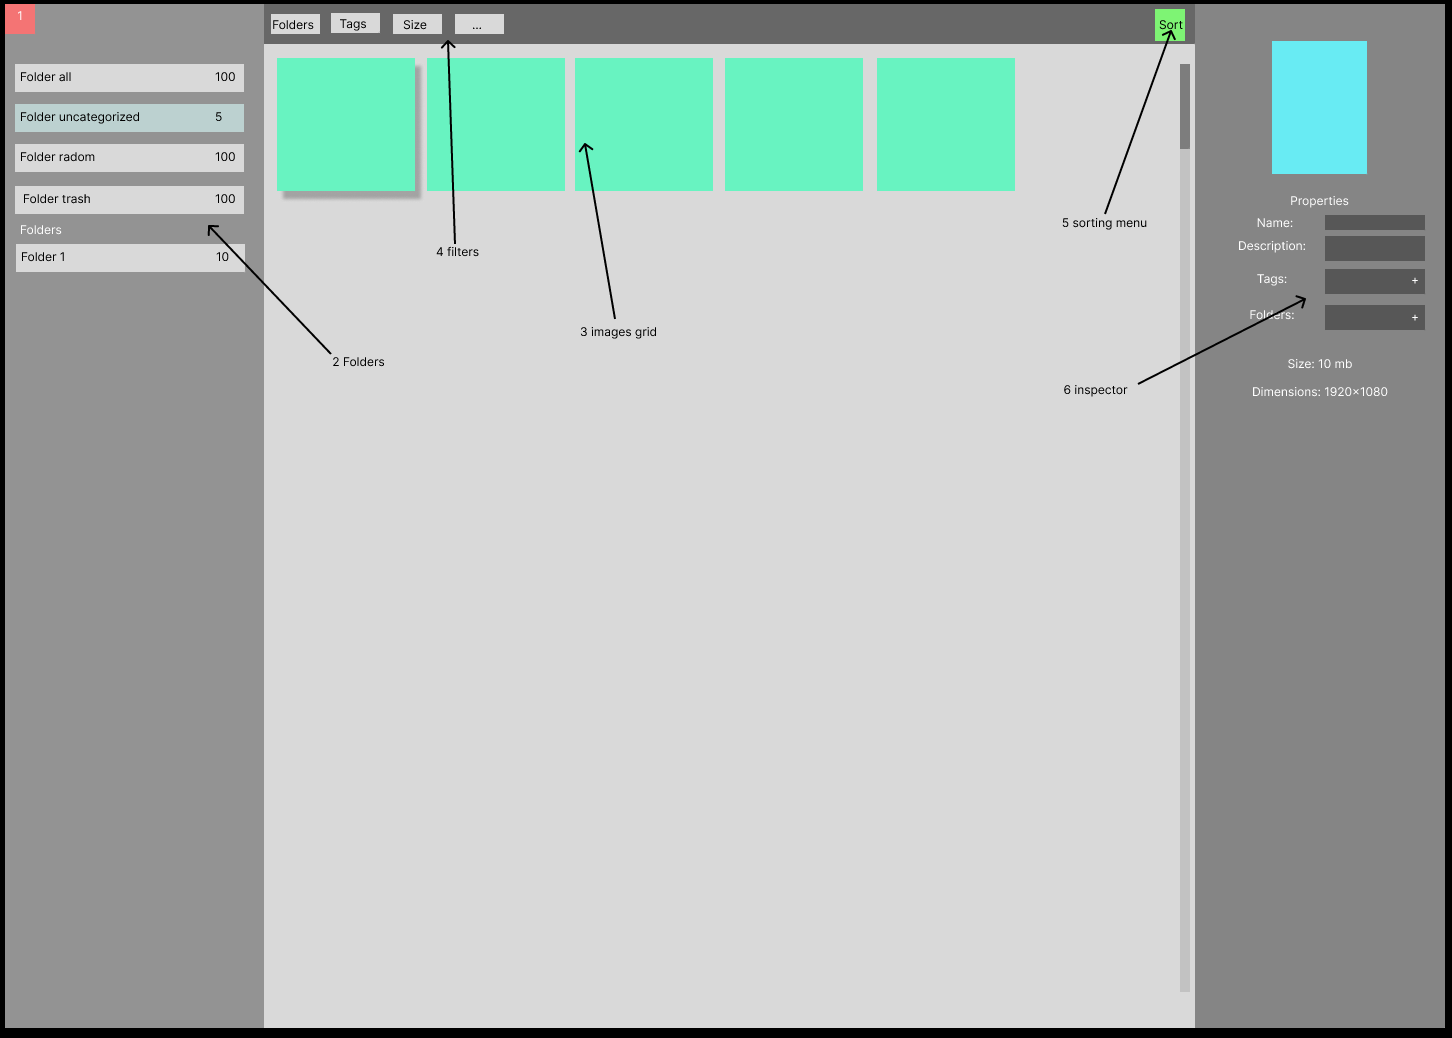 1
Folders
Tags
Size
...
Sort
Folder all 100
Folder uncategorized 5
Folder radom 100
Folder trash 100
Folders
Folder 1 10
2 Folders
4 filters
3 images grid
5 sorting menu
6 inspector
Properties
Name:
Description:
Tags: +
Folders: +
Size: 10 mb
Dimensions: 1920×1080